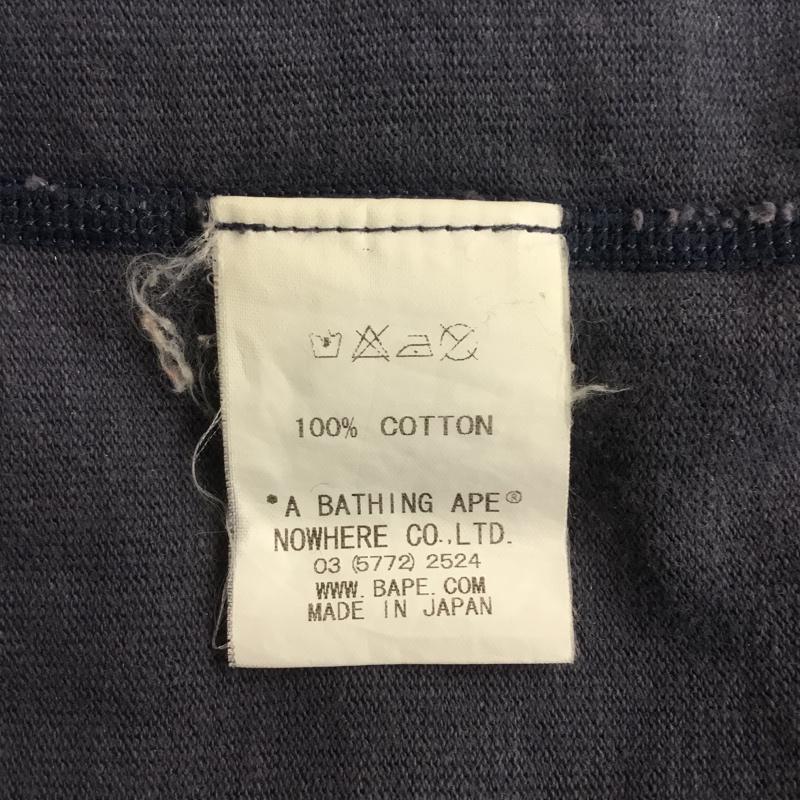 100% COTTON
*A BATHING APE®
NOWHERE CO.,LTD.
03 (5772) 2524
WWW. BAPE. COM
MADE IN JAPAN